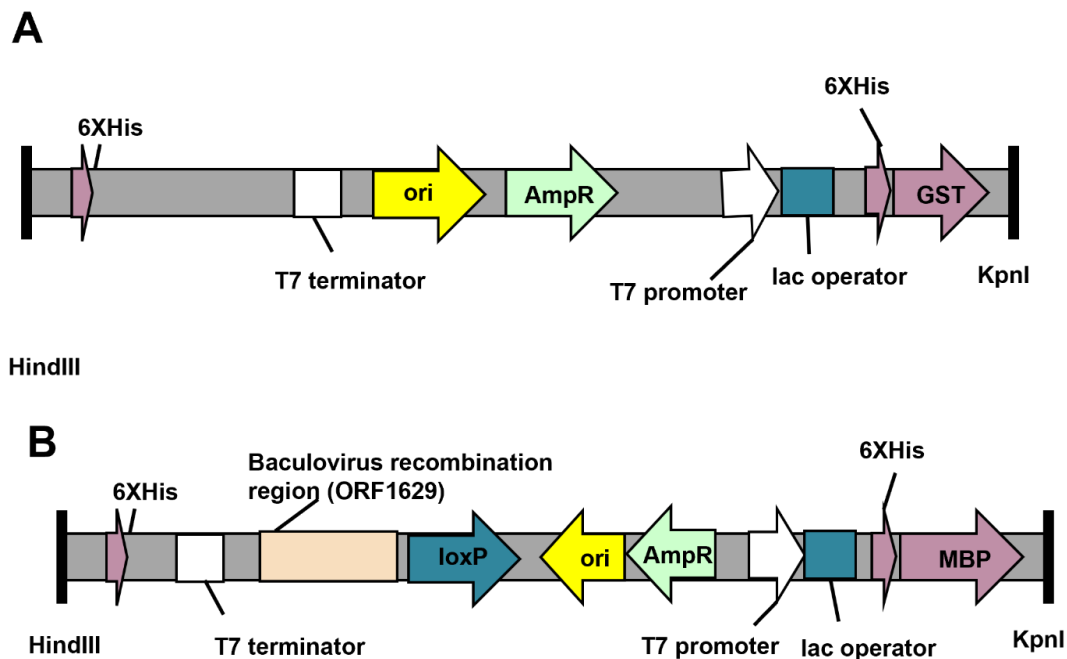 A
6XHis
6XHis
ori
AmpR
GST
T7 terminator
T7 promoter
lac operator
KpnI
HindIII
B
Baculovirus recombination
region (ORF1629)
6XHis
6XHis
loxP
ori
AmpR
MBP
HindIII
T7 terminator
T7 promoter
lac operator
KpnI